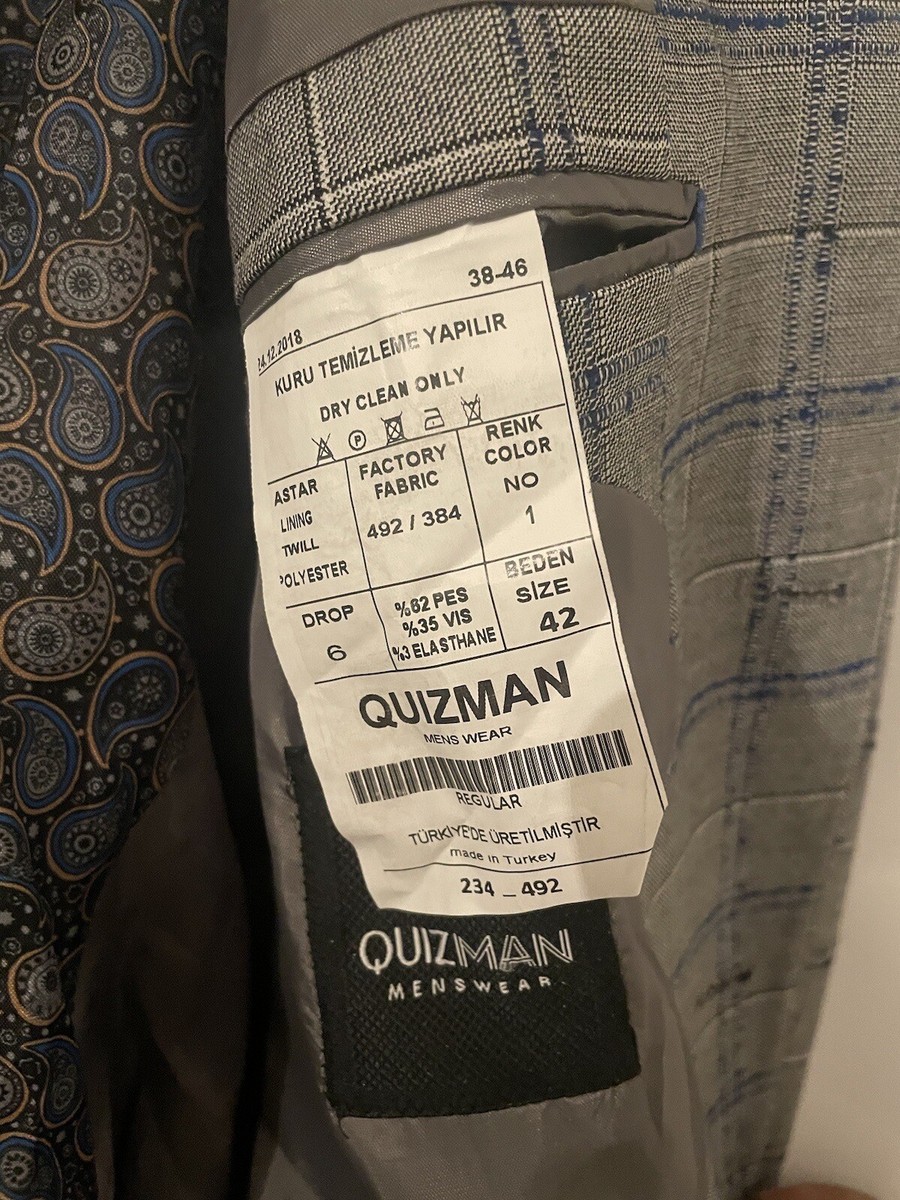 38-46
24.12.2018
KURU TEMİZLEME YAPILIR
DRY CLEAN ONLY
P
ASTAR
LINING
TWILL
POLYESTER
FACTORY
FABRIC
492 / 384
RENK
COLOR
NO
1
DROP
6
%62 PES
%35 VIS
%3 ELASTHANE
BEDEN
SİZE
42
QUIZMAN
MENS WEAR
REGULAR
TÜRKİYE'DE ÜRETİLMİŞTİR
made in Turkey
234 _ 492
QUIZMAN
MENSWEAR